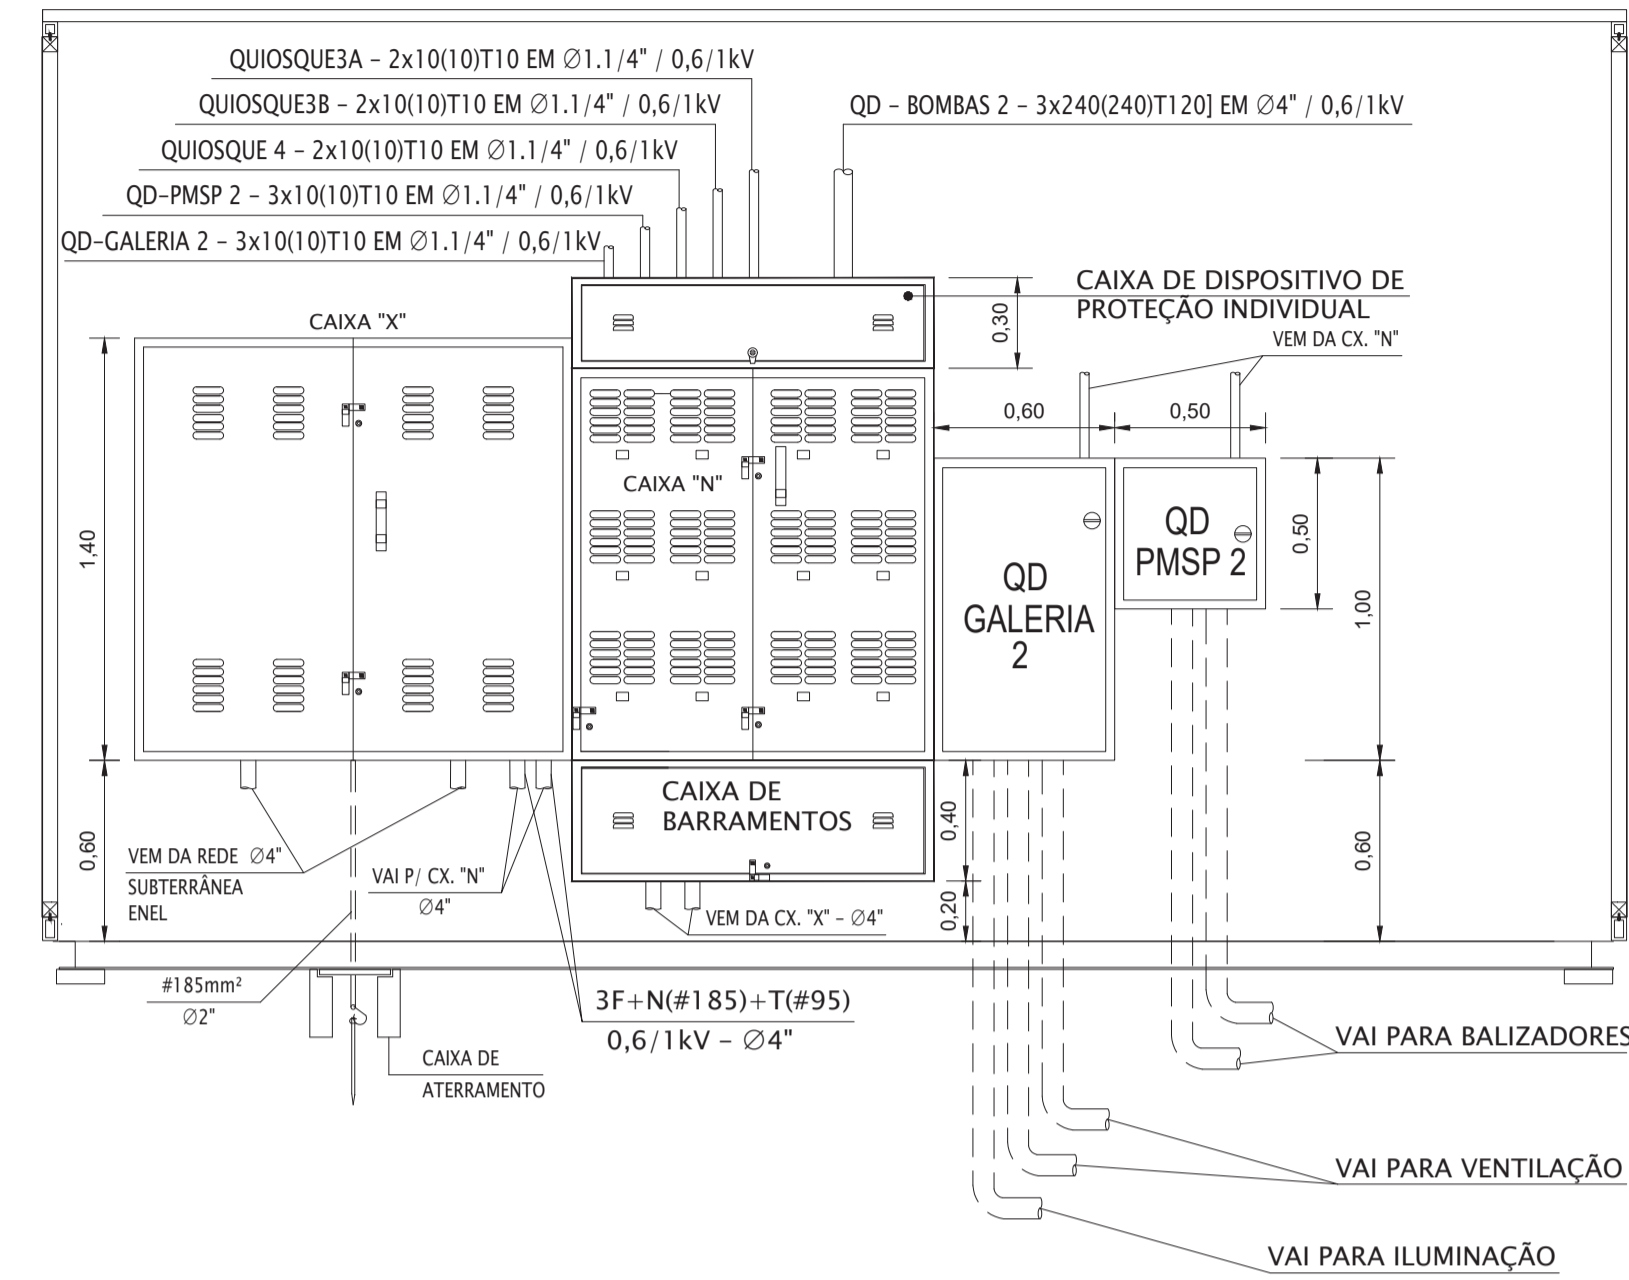 QUIOSQUE3A - 2x10(10)T10 EM Ø1.1/4" / 0,6/1kV
QUIOSQUE3B - 2x10(10)T10 EM Ø1.1/4" / 0,6/1kV
QD - BOMBAS 2 - 3x240(240)T120] EM Ø4" / 0,6/1kV
QUIOSQUE 4 - 2x10(10)T10 EM Ø1.1/4" / 0,6/1kV
QD-PMSP 2 - 3x10(10)T10 EM Ø1.1/4" / 0,6/1kV
QD-GALERIA 2 - 3x10(10)T10 EM Ø1.1/4" / 0,6/1kV
CAIXA DE DISPOSITIVO DE
PROTEÇÃO INDIVIDUAL
0,30
CAIXA "X"
VEM DA CX. "N"
0,60
0,50
CAIXA "N"
1,40
QD
PMSP 2
0,50
QD
GALERIA
2
1,00
CAIXA DE
BARRAMENTOS
0,40
0,60
0,60
VEM DA REDE Ø4"
SUBTERRÂNEA
ENEL
VAI P/ CX. "N"
Ø4"
VEM DA CX. "X" - Ø4"
0,20
#185mm²
Ø2"
3F+N(#185)+T(#95)
0,6/1kV - Ø4"
CAIXA DE
ATERRAMENTO
VAI PARA BALIZADORES
VAI PARA VENTILAÇÃO
VAI PARA ILUMINAÇÃO